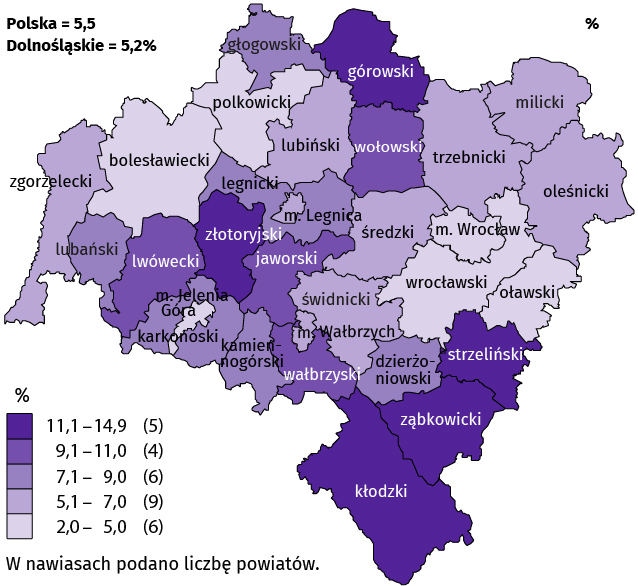 Polska = 5,5
Dolnośląskie = 5,2%
%
głogowski
górowski
polkowicki
milicki
lubiński
wołowski
trzebnicki
bolesławiecki
zgorzelecki
legnicki
oleśnicki
m. Legnica
złotoryjski
średzki
m. Wrocław
lubański
lwówecki
jaworski
wrocławski
oławski
m. Jelenia
Góra
świdnicki
karkonoski
m. Wałbrzych
kamien-
nogórski
strzeliński
dzierżo-
niowski
wałbrzyski
ząbkowicki
kłodzki
%
11,1 – 14,9 (5)
9,1 – 11,0 (4)
7,1 – 9,0 (6)
5,1 – 7,0 (9)
2,0 – 5,0 (6)
W nawiasach podano liczbę powiatów.